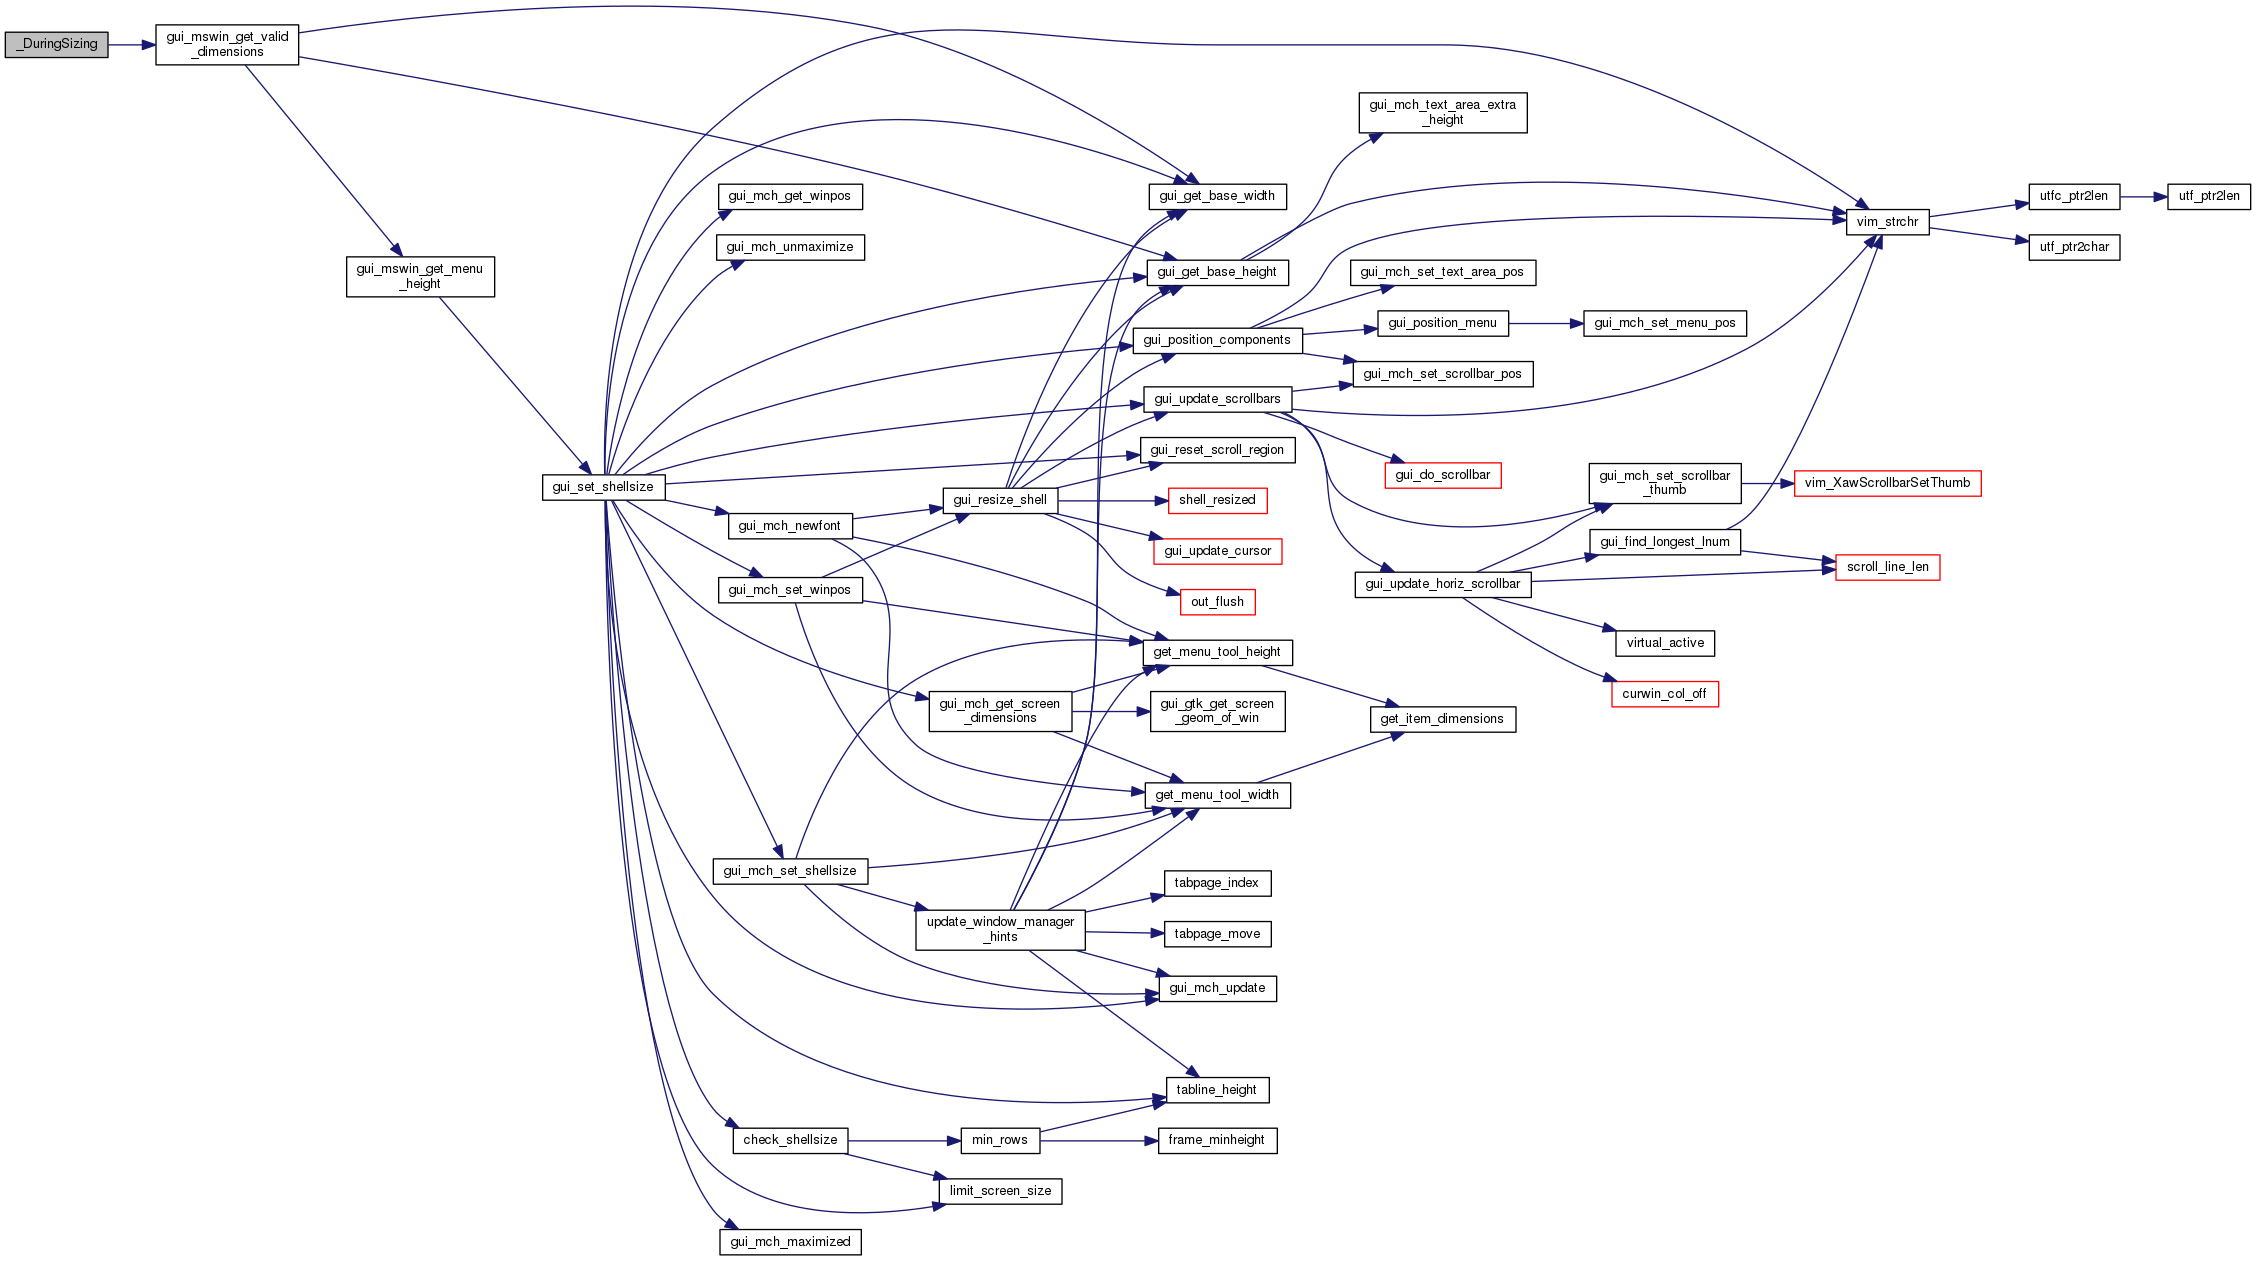 _DuringSizing
gui_mswin_get_valid
_dimensions
gui_mswin_get_menu
_height
gui_set_shellsize
gui_mch_get_winpos
gui_mch_unmaximize
gui_mch_newfont
gui_mch_set_winpos
gui_mch_set_shellsize
check_shellsize
gui_mch_maximized
gui_resize_shell
gui_mch_get_screen
_dimensions
update_window_manager
_hints
min_rows
limit_screen_size
gui_get_base_width
gui_get_base_height
gui_position_components
gui_update_scrollbars
gui_reset_scroll_region
shell_resized
gui_update_cursor
out_flush
get_menu_tool_height
gui_gtk_get_screen
_geom_of_win
get_menu_tool_width
tabpage_index
tabpage_move
gui_mch_update
tabline_height
frame_minheight
gui_mch_text_area_extra
_height
gui_mch_set_text_area_pos
gui_position_menu
gui_mch_set_scrollbar_pos
gui_do_scrollbar
gui_update_horiz_scrollbar
get_item_dimensions
gui_mch_set_menu_pos
gui_mch_set_scrollbar
_thumb
gui_find_longest_lnum
virtual_active
curwin_col_off
vim_strchr
vim_XawScrollbarSetThumb
scroll_line_len
utfc_ptr2len
utf_ptr2char
utf_ptr2len